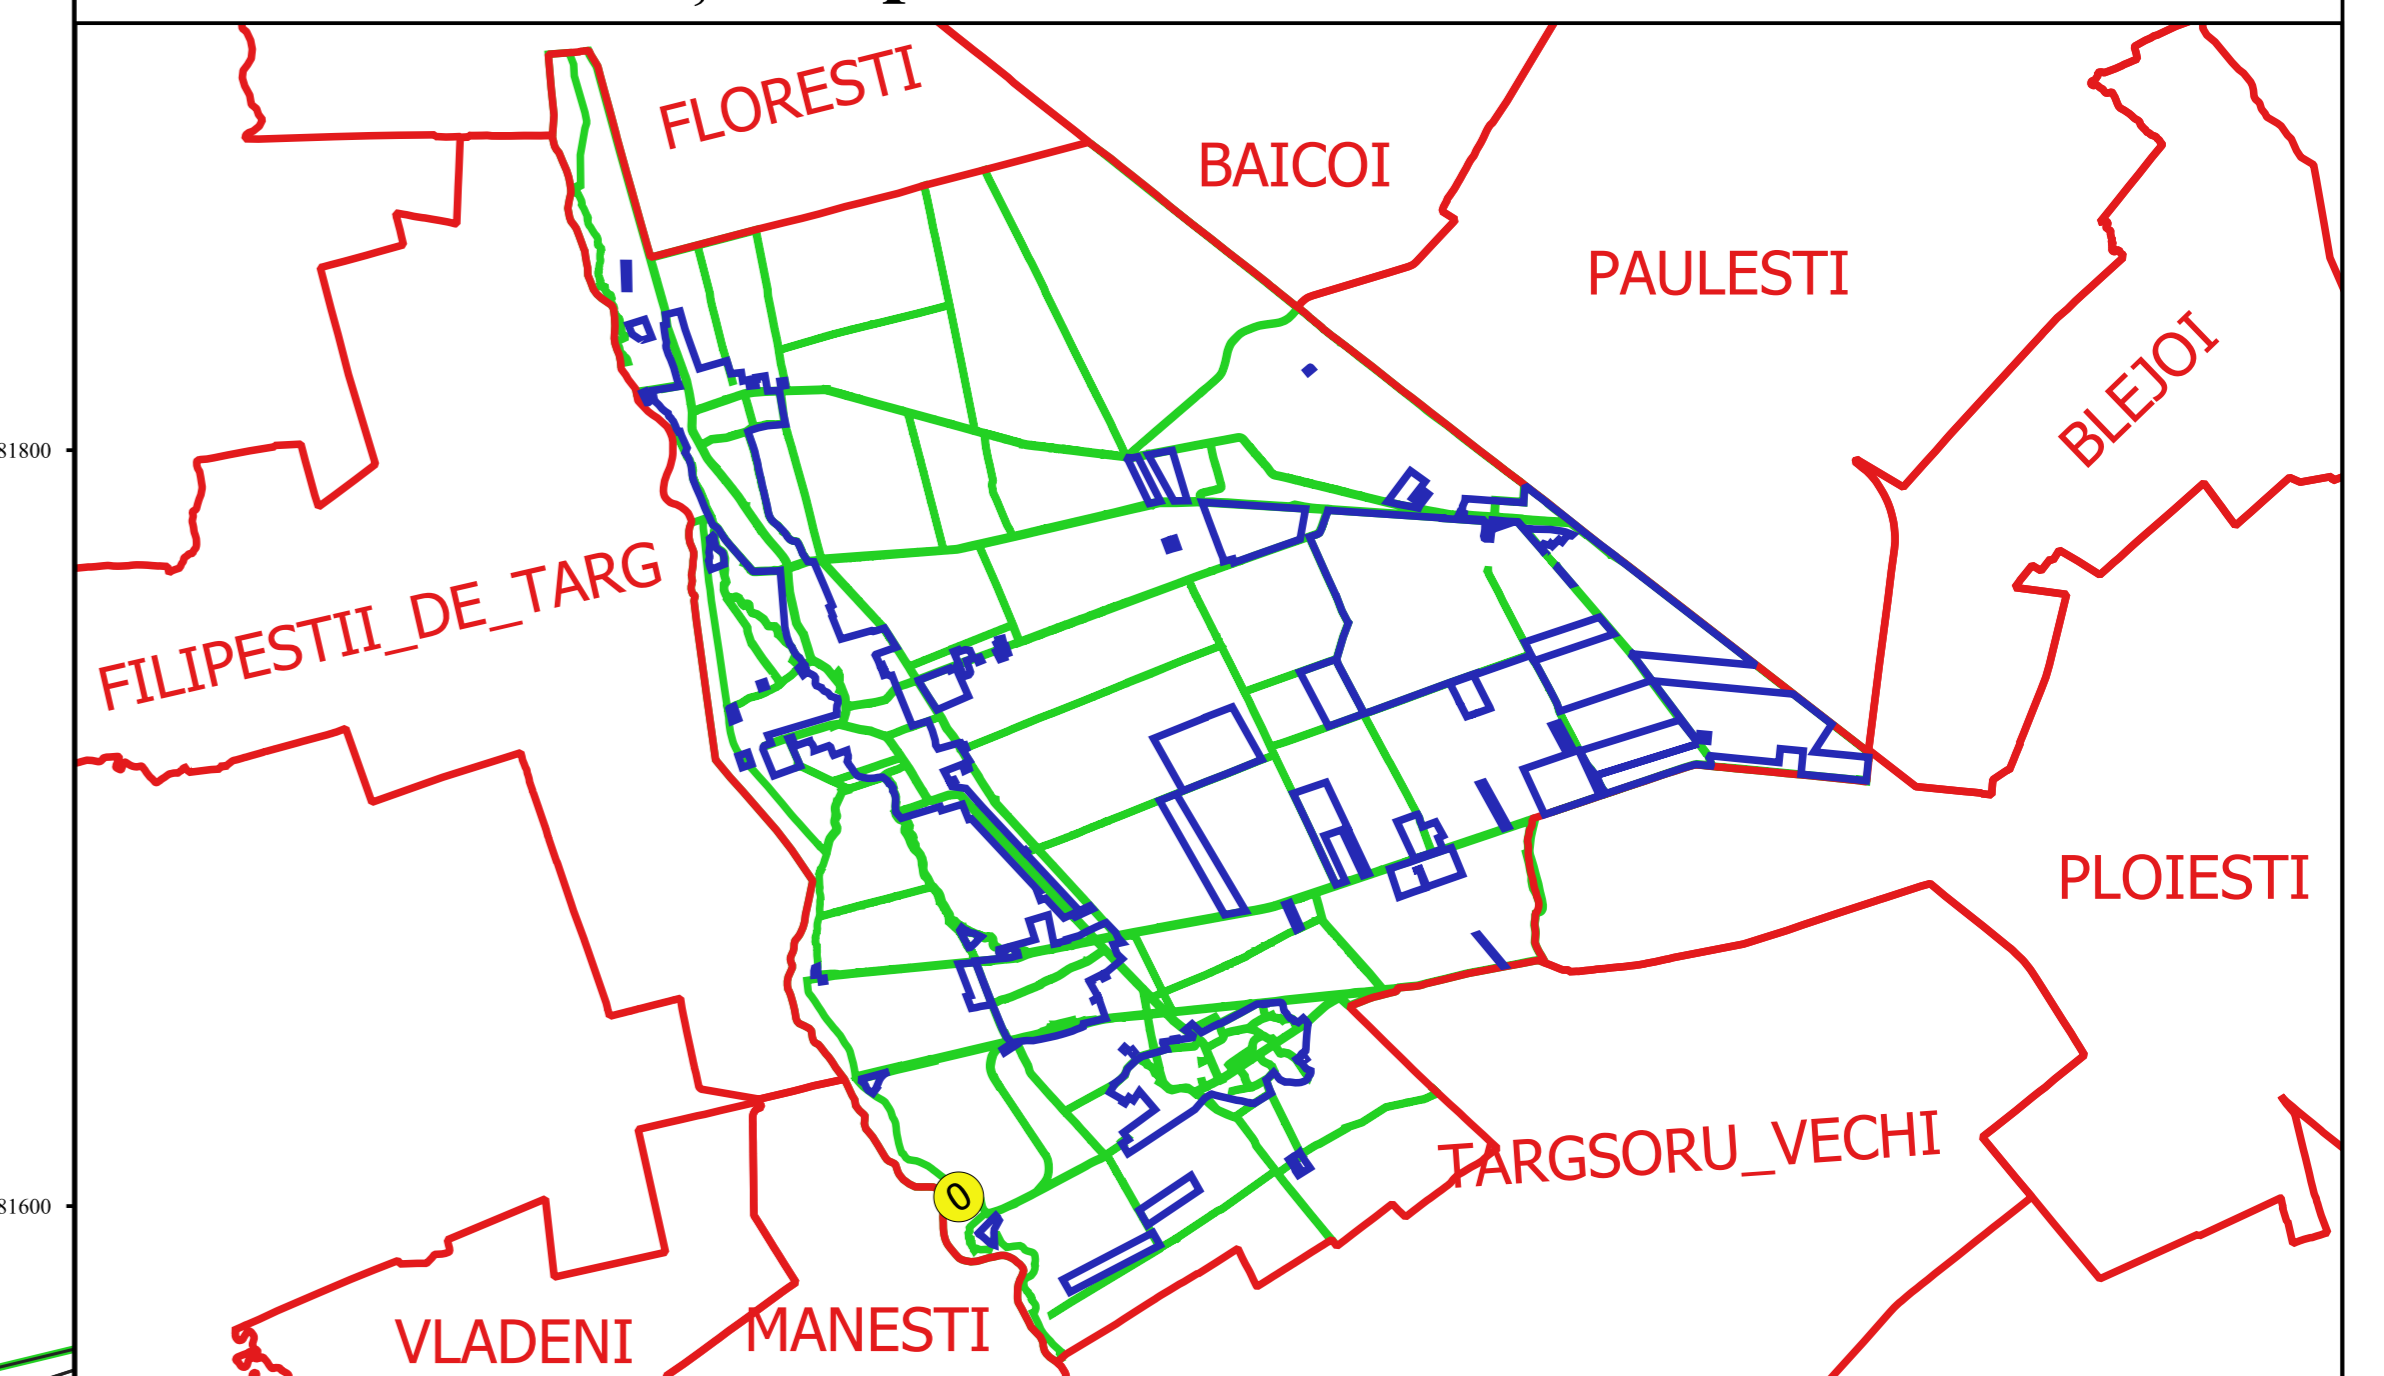 FLORESTI
BAICOI
PAULESTI
BLEJOI
81800
FILIPESTII_DE_TARG
PLOIESTI
TARGSORU_VECHI
81600
0
VLADENI
MANESTI